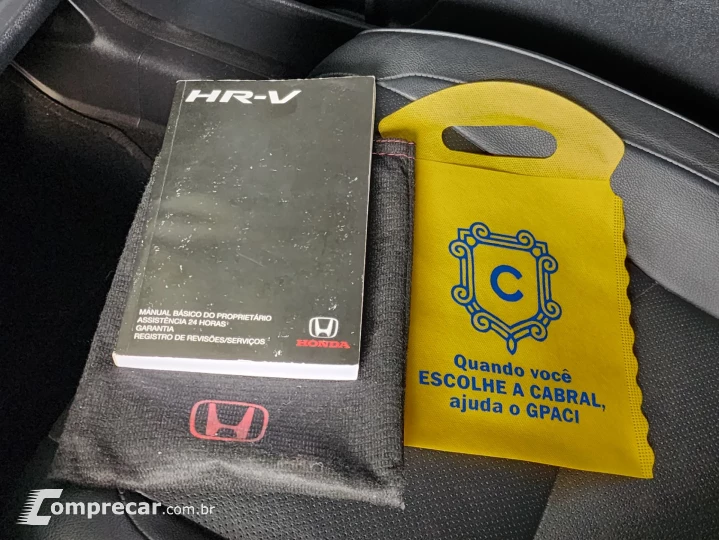 HR-V
MANUAL BÁSICO DO PROPRIETÁRIO
ASSISTÊNCIA 24 HORAS
GARANTIA
REGISTRO DE REVISÕES/SERVIÇOS
HONDA
C
Quando você
ESCOLHE A CABRAL,
ajuda o GPACI
Comprecar.com.br